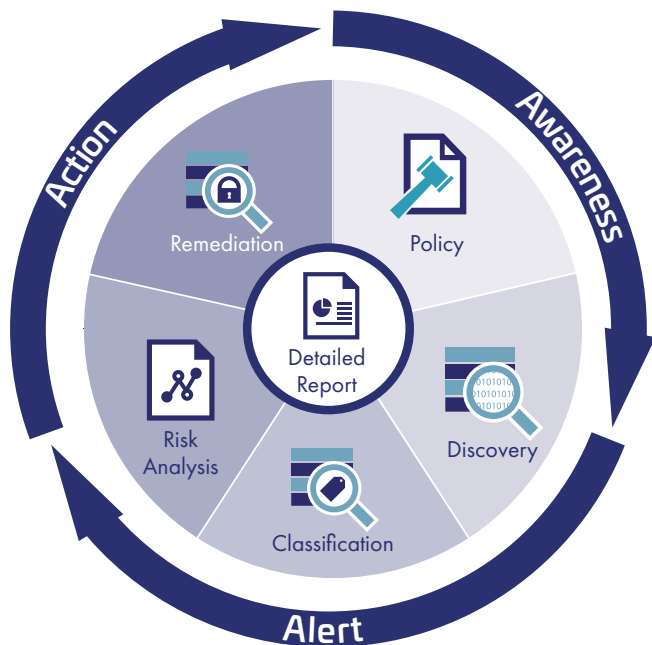 Action
Awareness
Remediation
Policy
Detailed
Report
Risk
Analysis
Discovery
Classification
Alert